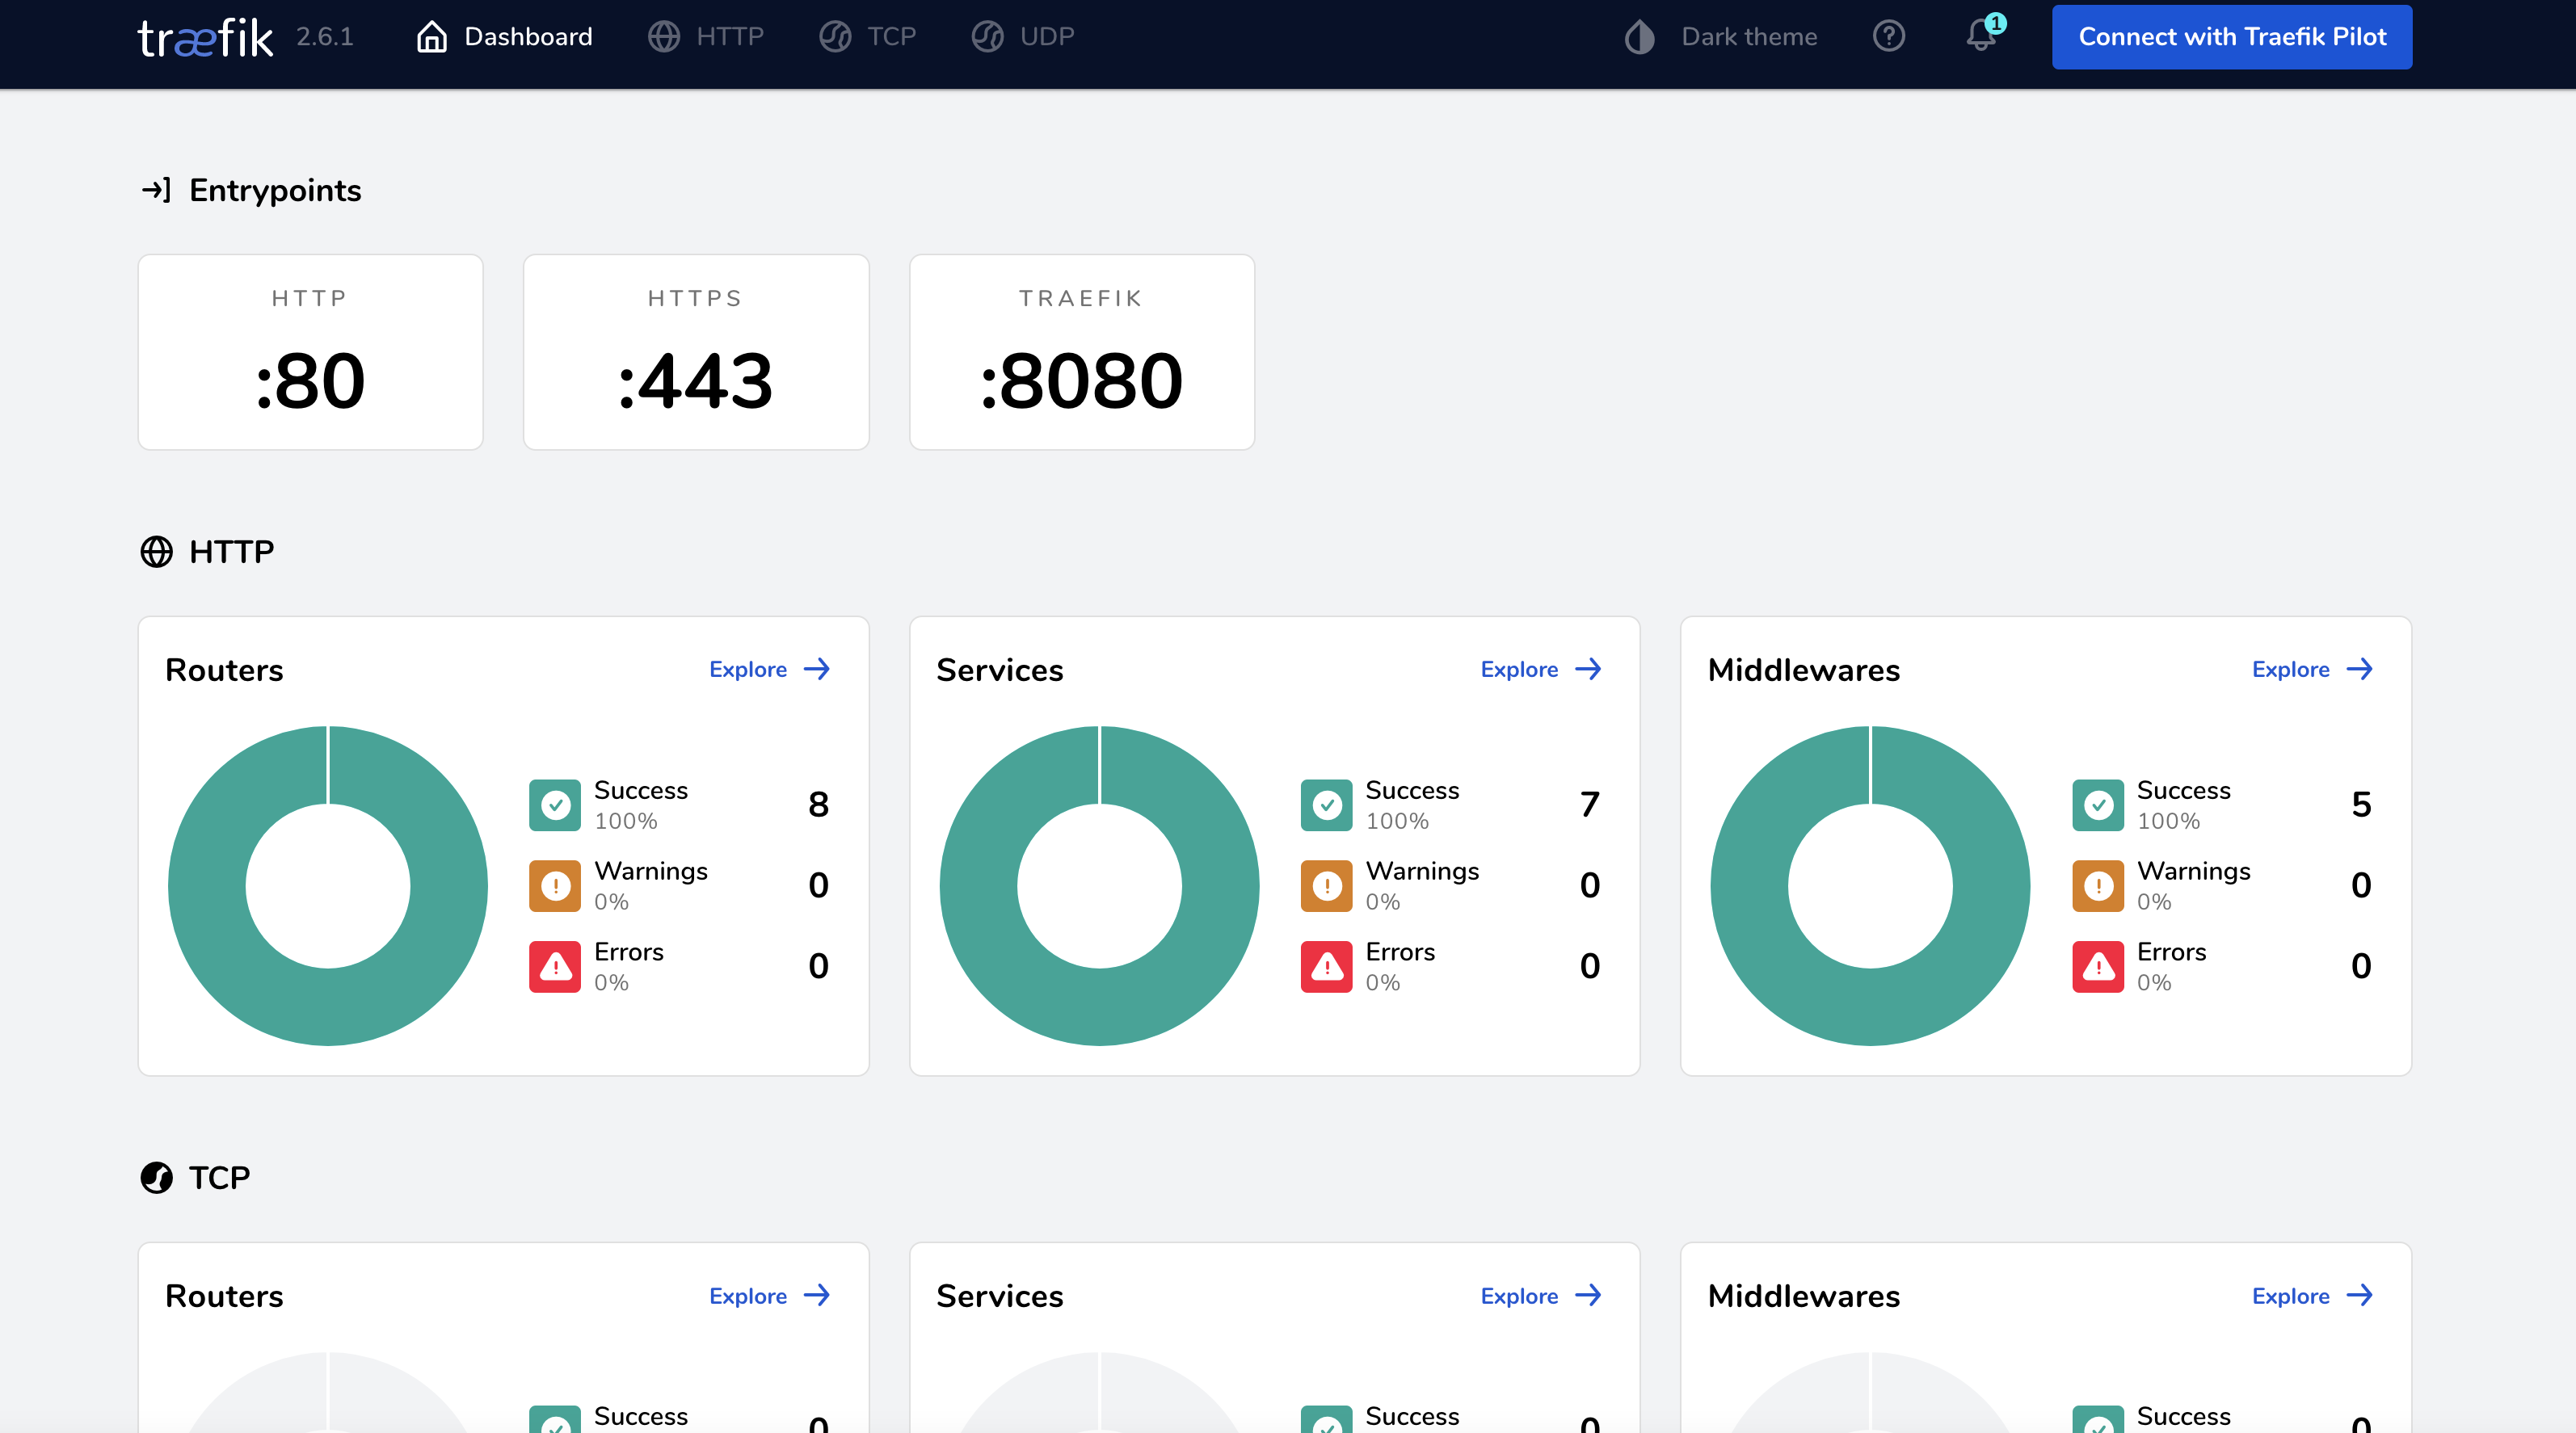 træfik 2.6.1 Dashboard HTTP TCP UDP Dark theme 1 Connect with Traefik Pilot
Entrypoints
HTTP HTTPS TRAEFIK
:80 :443 :8080
HTTP
Routers Explore
Success 8
100%
Warnings 0
0%
Errors 0
0%
Services Explore
Success 7
100%
Warnings 0
0%
Errors 0
0%
Middlewares Explore
Success 5
100%
Warnings 0
0%
Errors 0
0%
TCP
Routers Explore
Success 0
Services Explore
Success 0
Middlewares Explore
Success 0